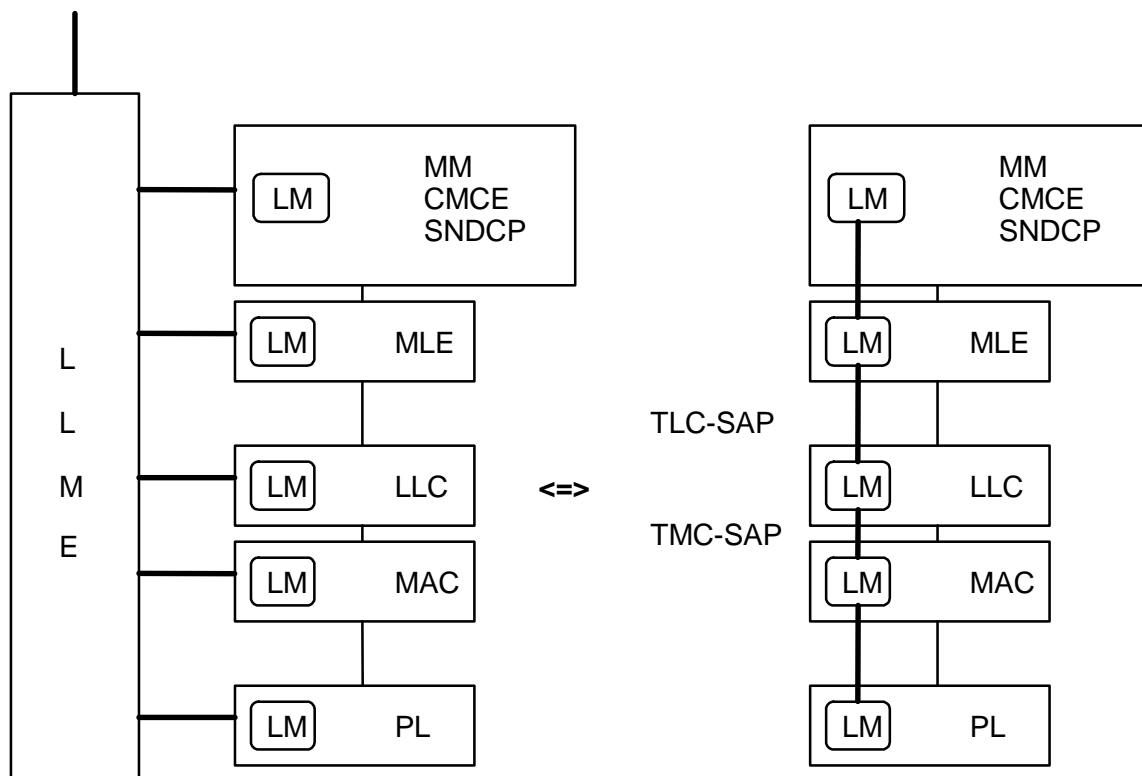 L
L
M
E
LM
MM
CMCE
SNDCP
LM MLE
LM LLC
LM MAC
LM PL
<=>
TLC-SAP
TMC-SAP
LM
MM
CMCE
SNDCP
LM MLE
LM LLC
LM MAC
LM PL